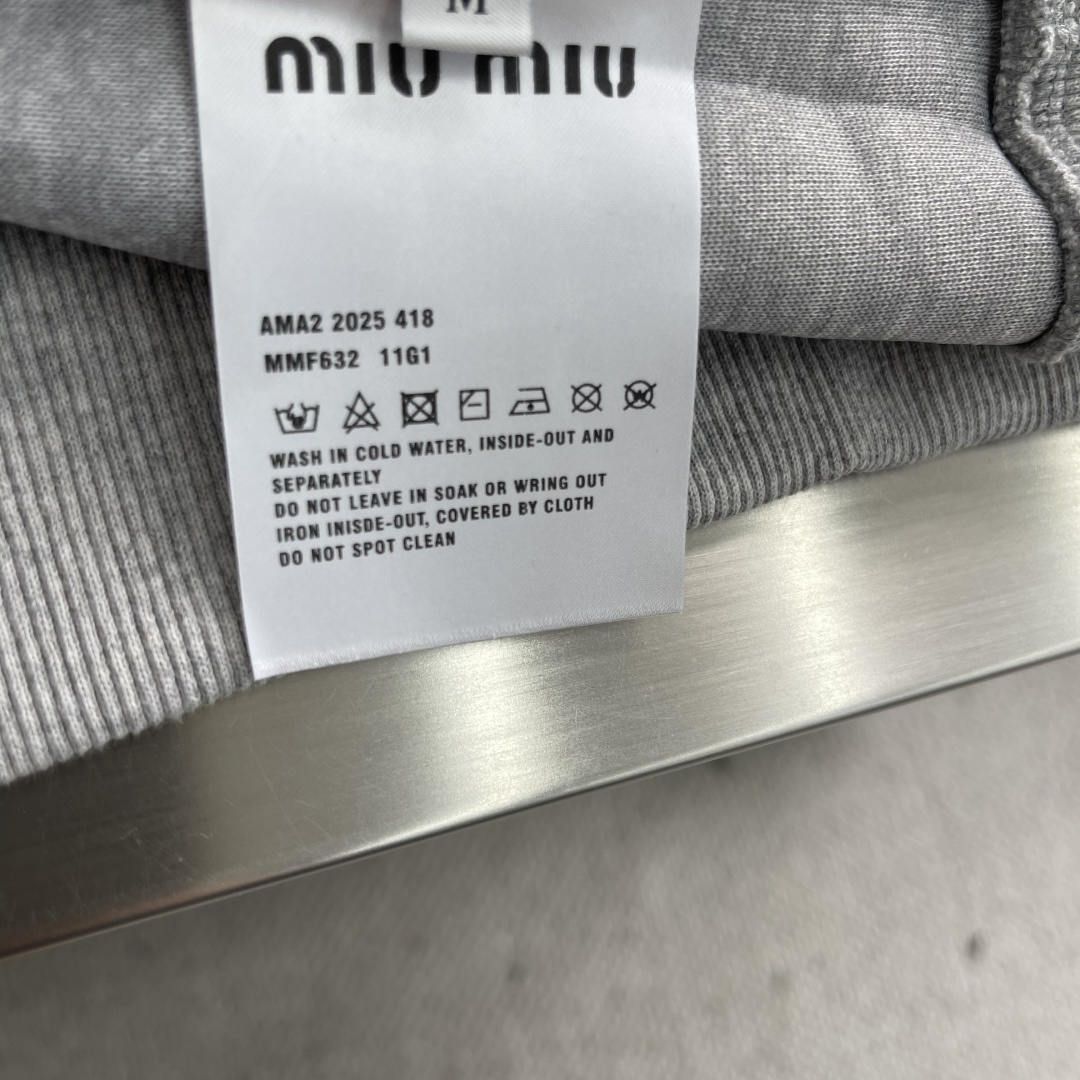 M
miu miu
AMA2 2025 418
MMF632 11G1
WASH IN COLD WATER, INSIDE-OUT AND
SEPARATELY
DO NOT LEAVE IN SOAK OR WRING OUT
IRON INISDE-OUT, COVERED BY CLOTH
DO NOT SPOT CLEAN